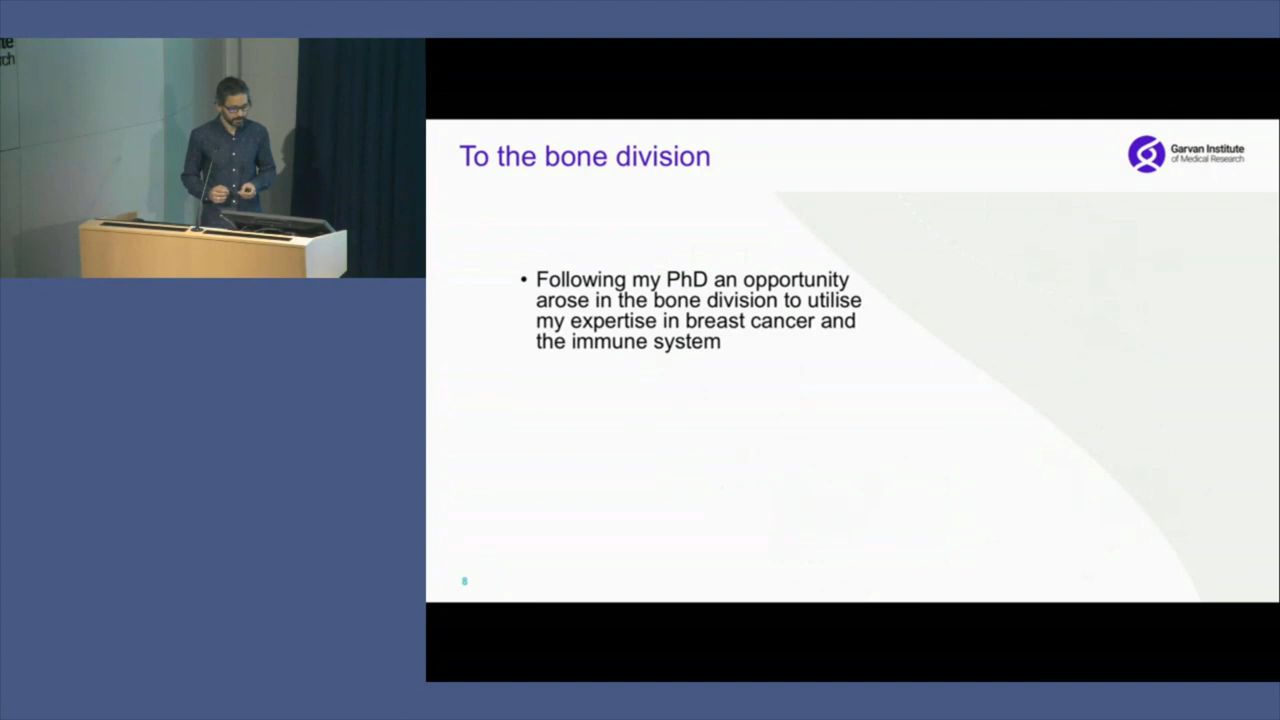 To the bone division
Garvan Institute
of Medical Research
• Following my PhD an opportunity
arose in the bone division to utilise
my expertise in breast cancer and
the immune system
8